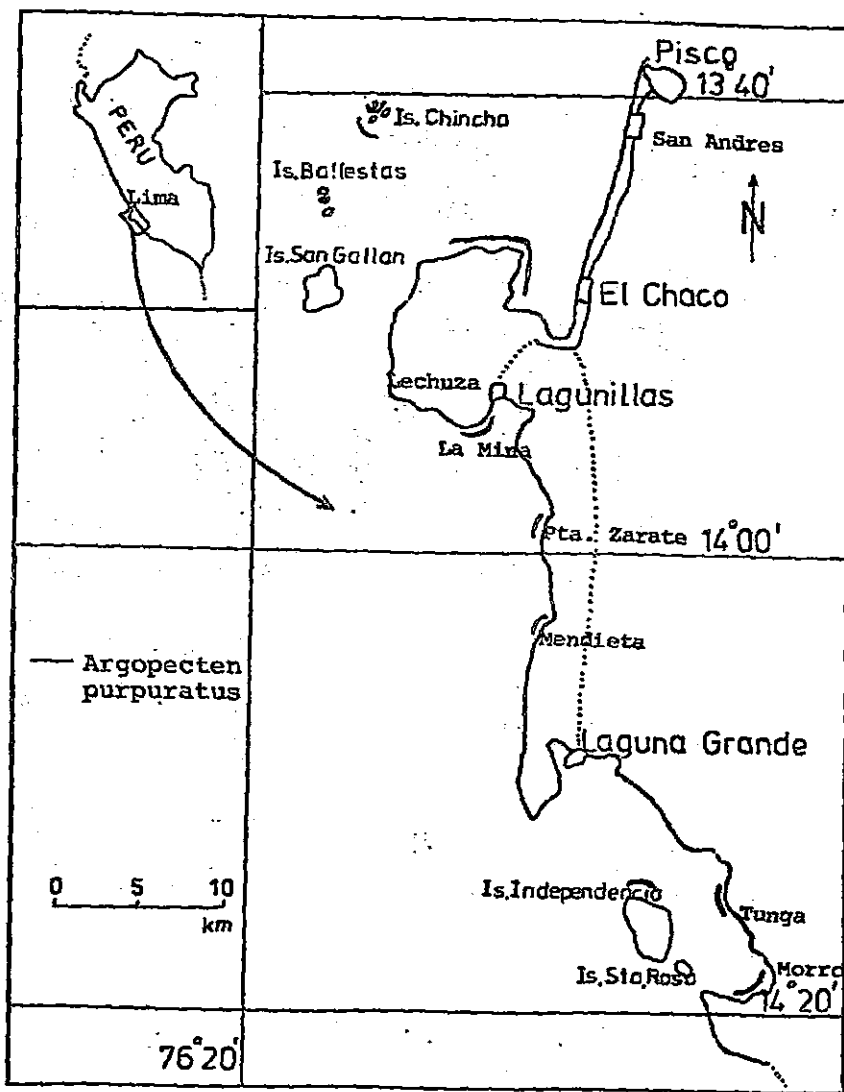 PERU
Lima
Pisco
13°40'
San Andres
N
Is. Chincha
Is. Ballestas
Is. San Gallan
El Chaco
Lechuza
Lagunillas
La Mina
Pta. Zarate 14°00'
Mendieta
Argopecten
purpuratus
Laguna Grande
0 5 10
km
Is. Independencia
Tunga
Is. Sta. Rosa
Morro
14°20'
76°20'